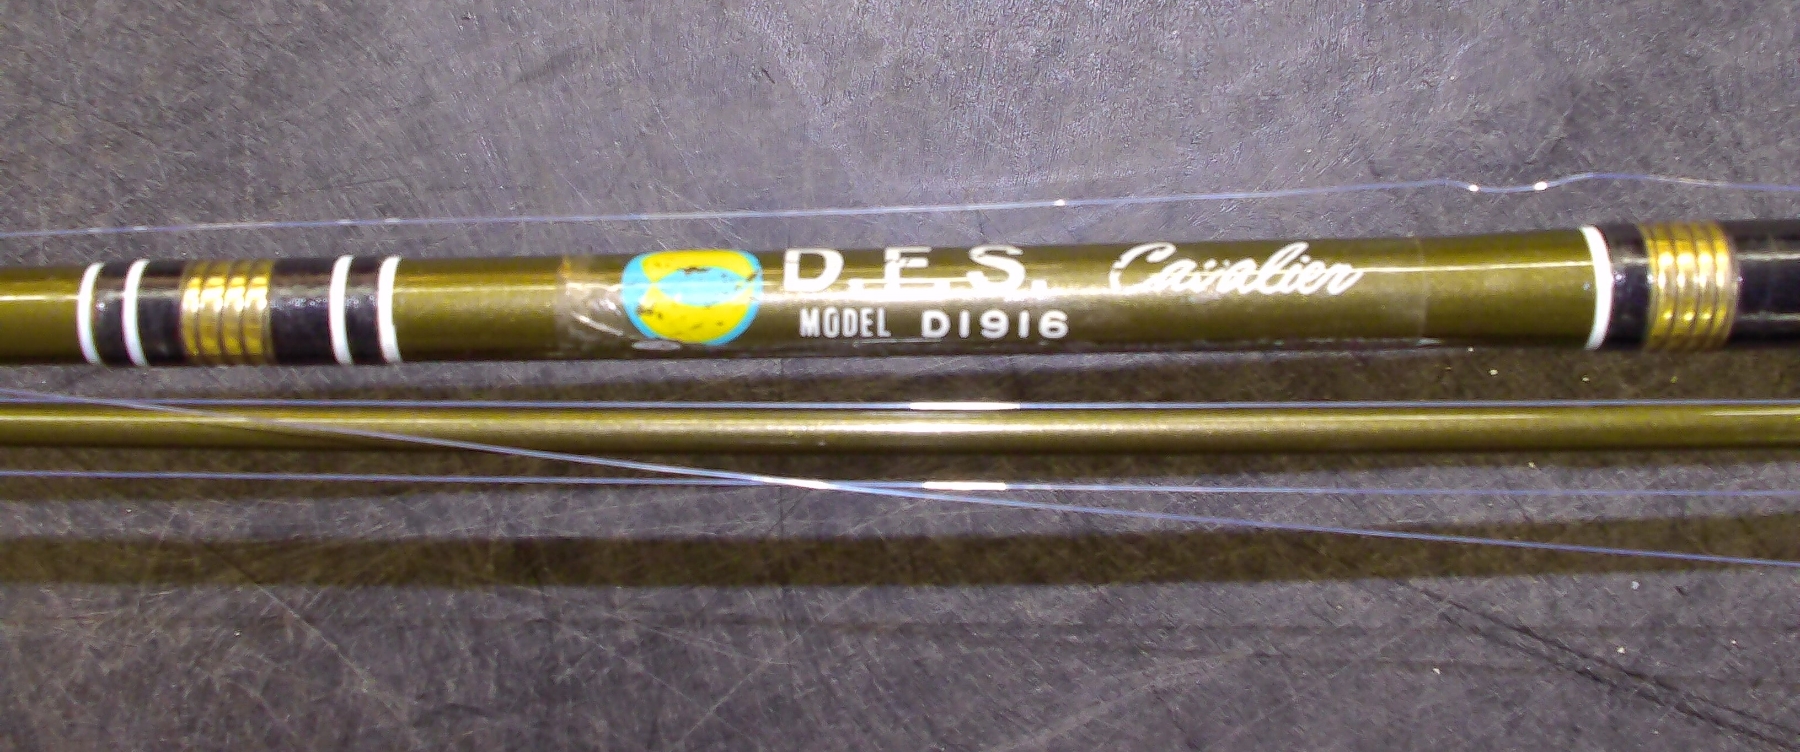 D.F.S. Cavalier
MODEL D1916